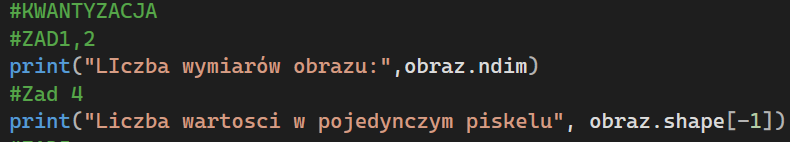 #KWANTYZACJA
#ZAD1,2
print("LIczba wymiarów obrazu:",obraz.ndim)
#Zad 4
print("Liczba wartosci w pojedynczym piskelu", obraz.shape[-1])